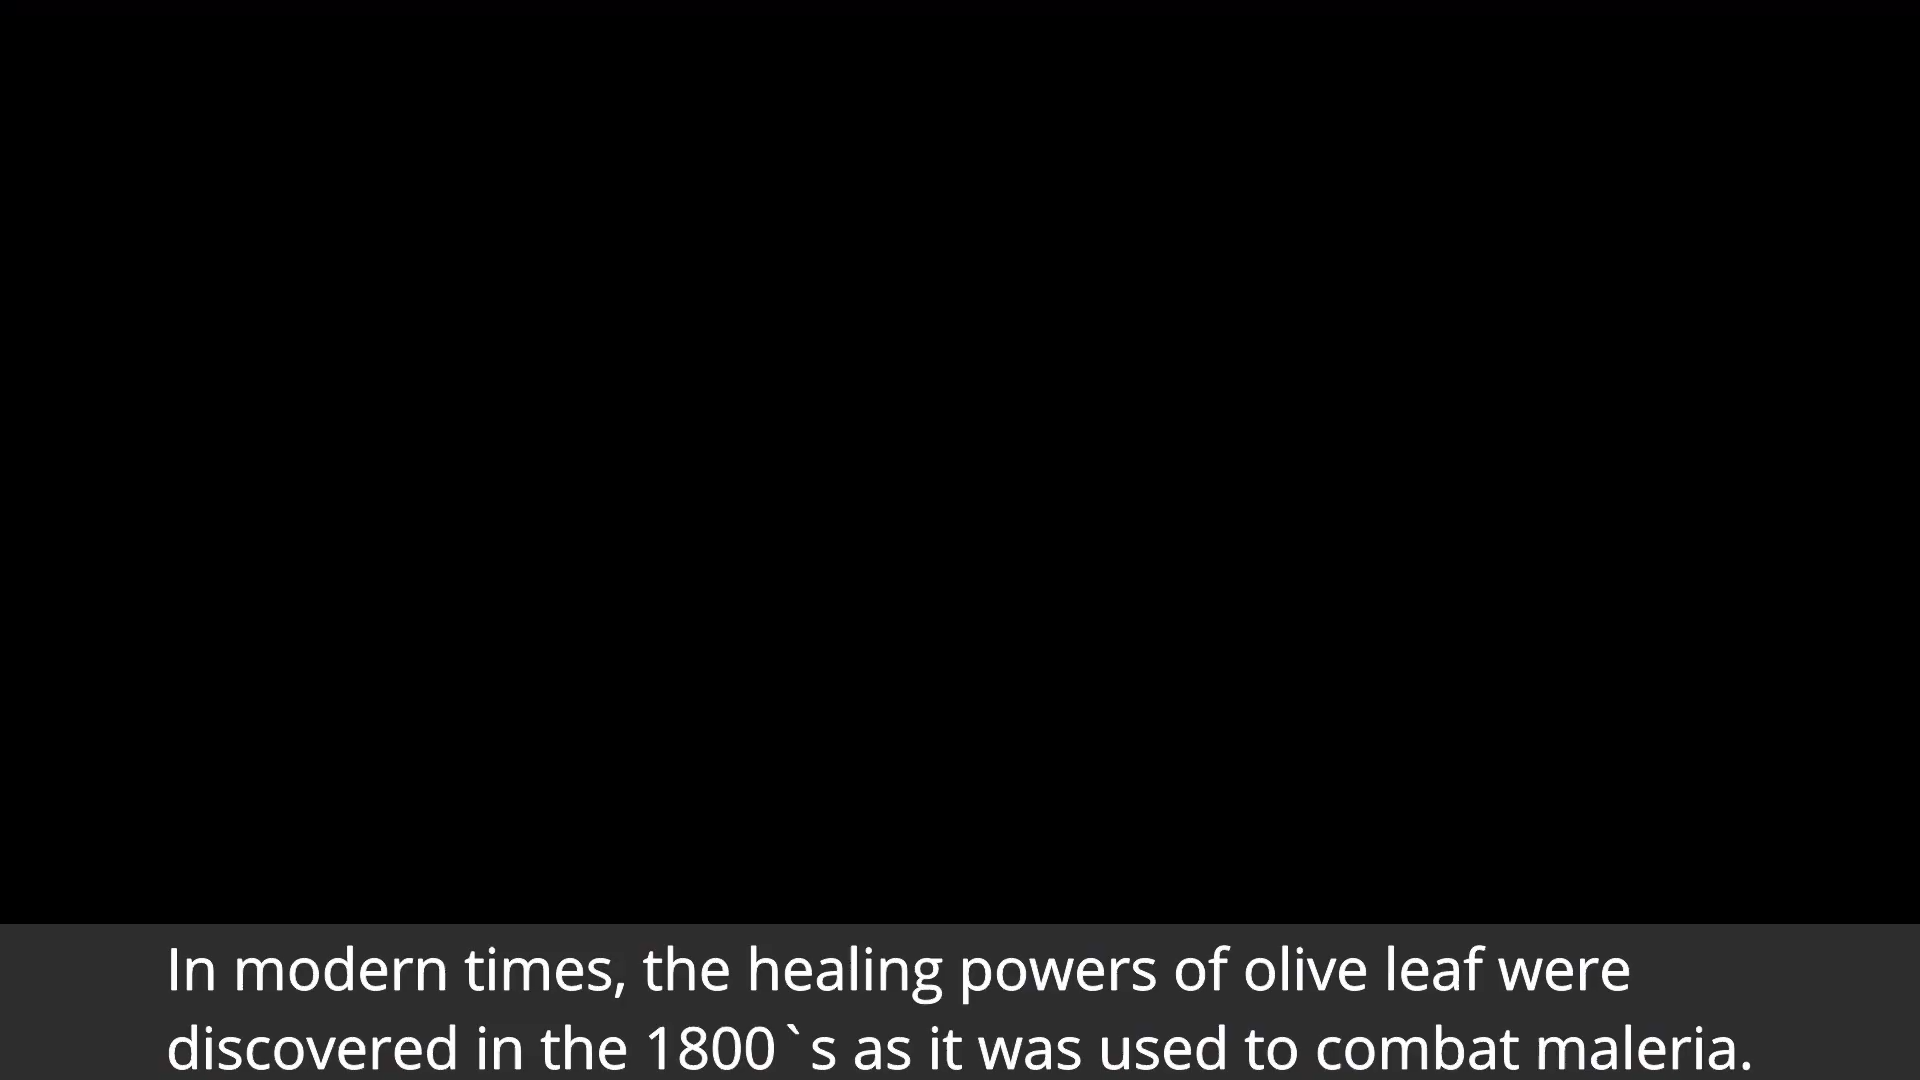 In modern times, the healing powers of olive leaf were
discovered in the 1800`s as it was used to combat maleria.